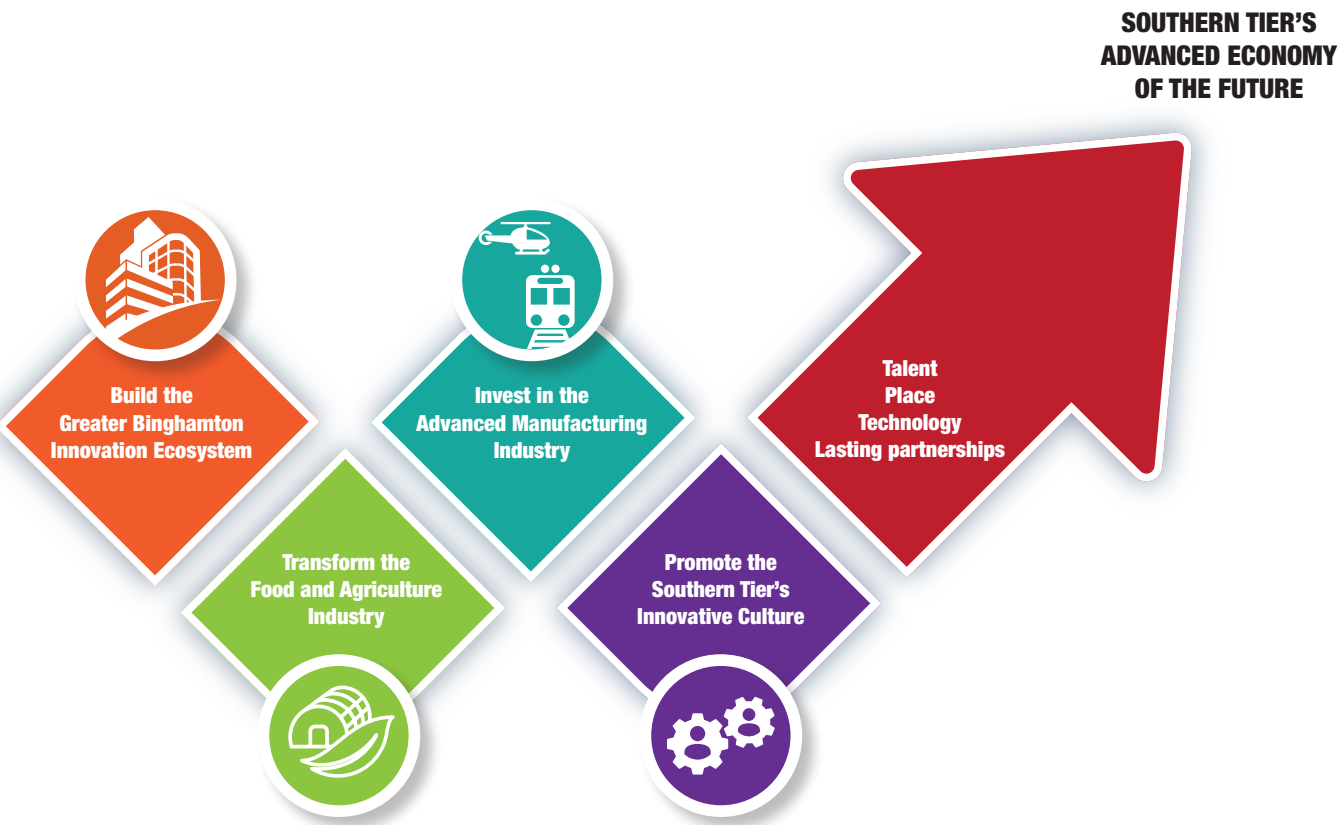 SOUTHERN TIER'S
ADVANCED ECONOMY
OF THE FUTURE
Build the
Greater Binghamton
Innovation Ecosystem
Transform the
Food and Agriculture
Industry
Invest in the
Advanced Manufacturing
Industry
Promote the
Southern Tier's
Innovative Culture
Talent
Place
Technology
Lasting partnerships